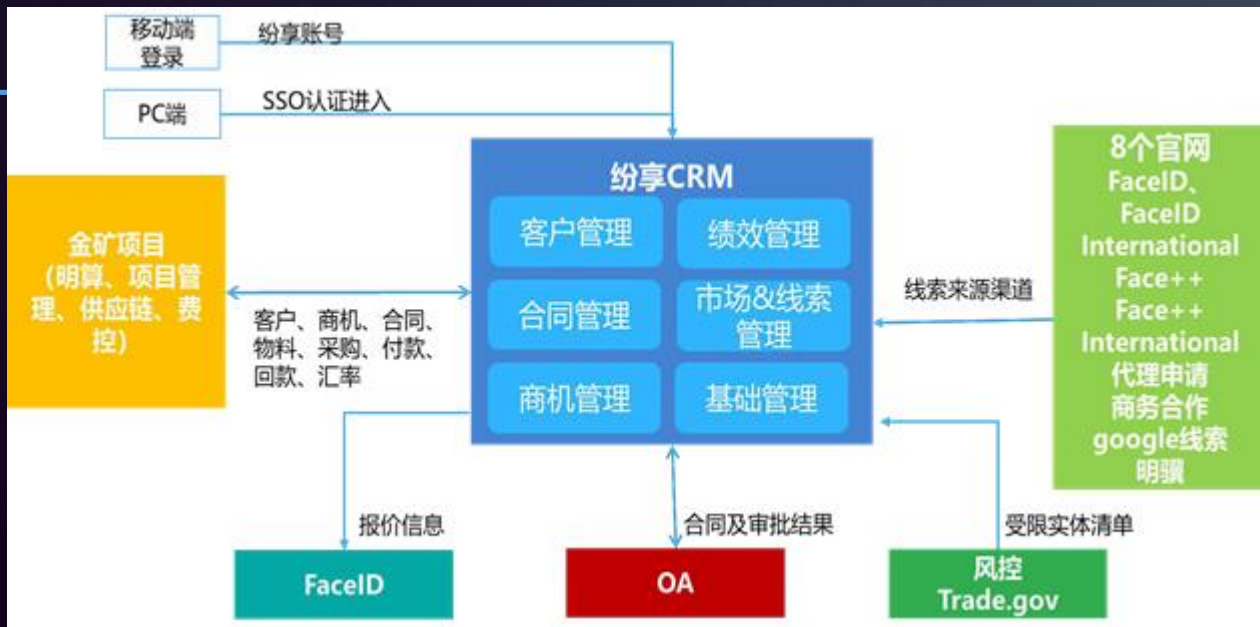 移动端
登录
纷享账号
PC端
SSO认证进入
纷享CRM
客户管理
绩效管理
合同管理
市场&线索
管理
商机管理
基础管理
金矿项目
（明算、项目管
理、供应链、费
控）
客户、商机、合同、
物料、采购、付款、
回款、汇率
线索来源渠道
8个官网
FaceID、
FaceID
International
Face++
Face++
International
代理申请
商务合作
google线索
明骥
报价信息
合同及审批结果
受限实体清单
FaceID
OA
风控
Trade.gov